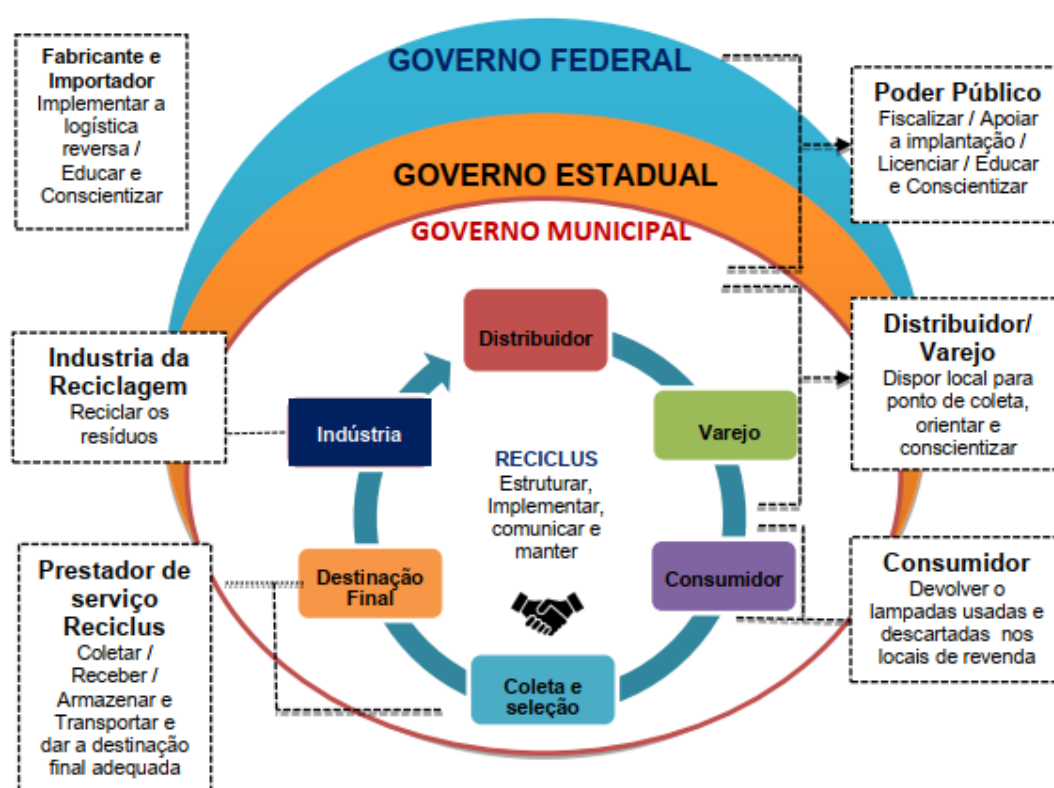 Fabricante e
Importador
Implementar a
logística
reversa /
Educar e
Conscientizar
GOVERNO FEDERAL
GOVERNO ESTADUAL
GOVERNO MUNICIPAL
Poder Público
Fiscalizar / Apoiar
a implantação /
Licenciar / Educar
e Conscientizar
Industria da
Reciclagem
Reciclar os
resíduos
Distribuidor
Varejo
Consumidor
Coleta e
seleção
Destinação
Final
Indústria
RECICLUS
Estruturar,
Implementar,
comunicar e
manter
Distribuidor/
Varejo
Dispor local para
ponto de coleta,
orientar e
conscientizar
Prestador de
serviço
Reciclus
Coletar /
Receber /
Armazenar e
Transportar e
dar a destinação
final adequada
Consumidor
Devolver o
lampadas usadas e
descartadas nos
locais de revenda